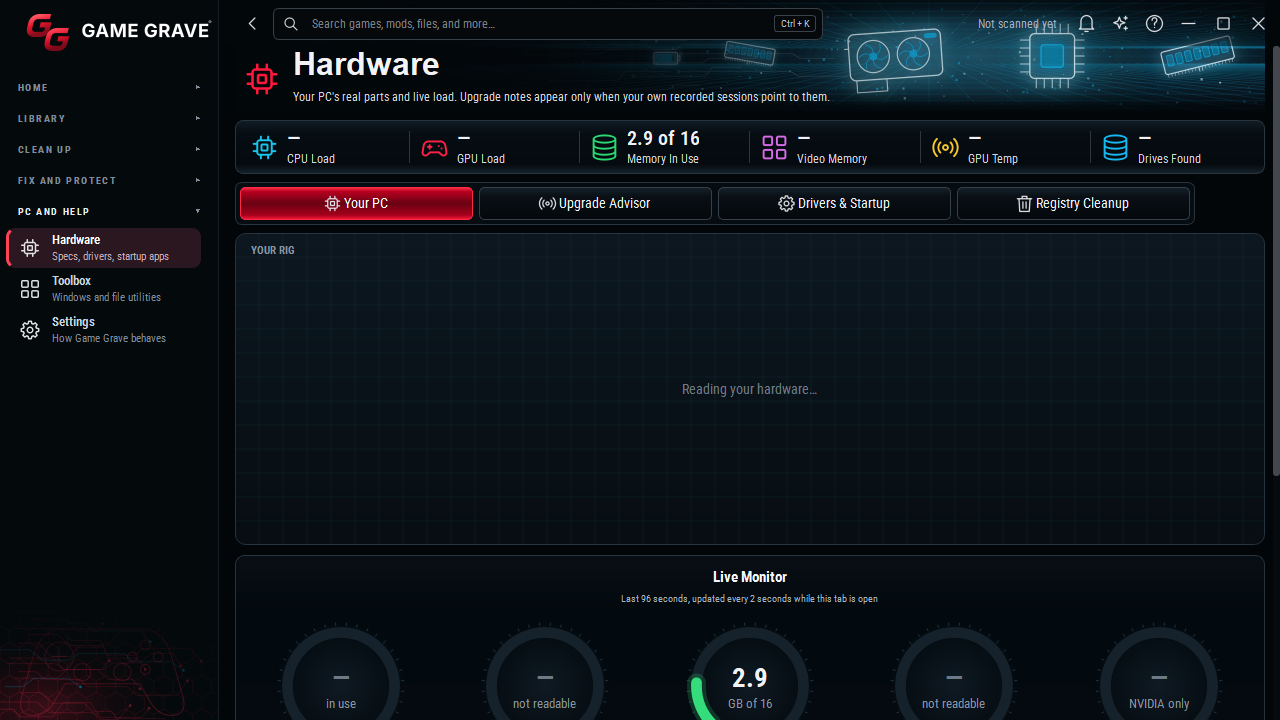 GG GAME GRAVE
Search games, mods, files, and more...
Ctrl + K
Not scanned yet
Hardware
Your PC's real parts and live load. Upgrade notes appear only when your own recorded sessions point to them.
HOME
LIBRARY
CLEAN UP
FIX AND PROTECT
PC AND HELP
Hardware
Specs, drivers, startup apps
Toolbox
Windows and file utilities
Settings
How Game Grave behaves
—
CPU Load
—
GPU Load
2.9 of 16
Memory In Use
—
Video Memory
—
GPU Temp
—
Drives Found
Your PC
Upgrade Advisor
Drivers & Startup
Registry Cleanup
YOUR RIG
Reading your hardware...
Live Monitor
Last 96 seconds, updated every 2 seconds while this tab is open
—
in use
—
not readable
2.9
GB of 16
—
not readable
—
NVIDIA only